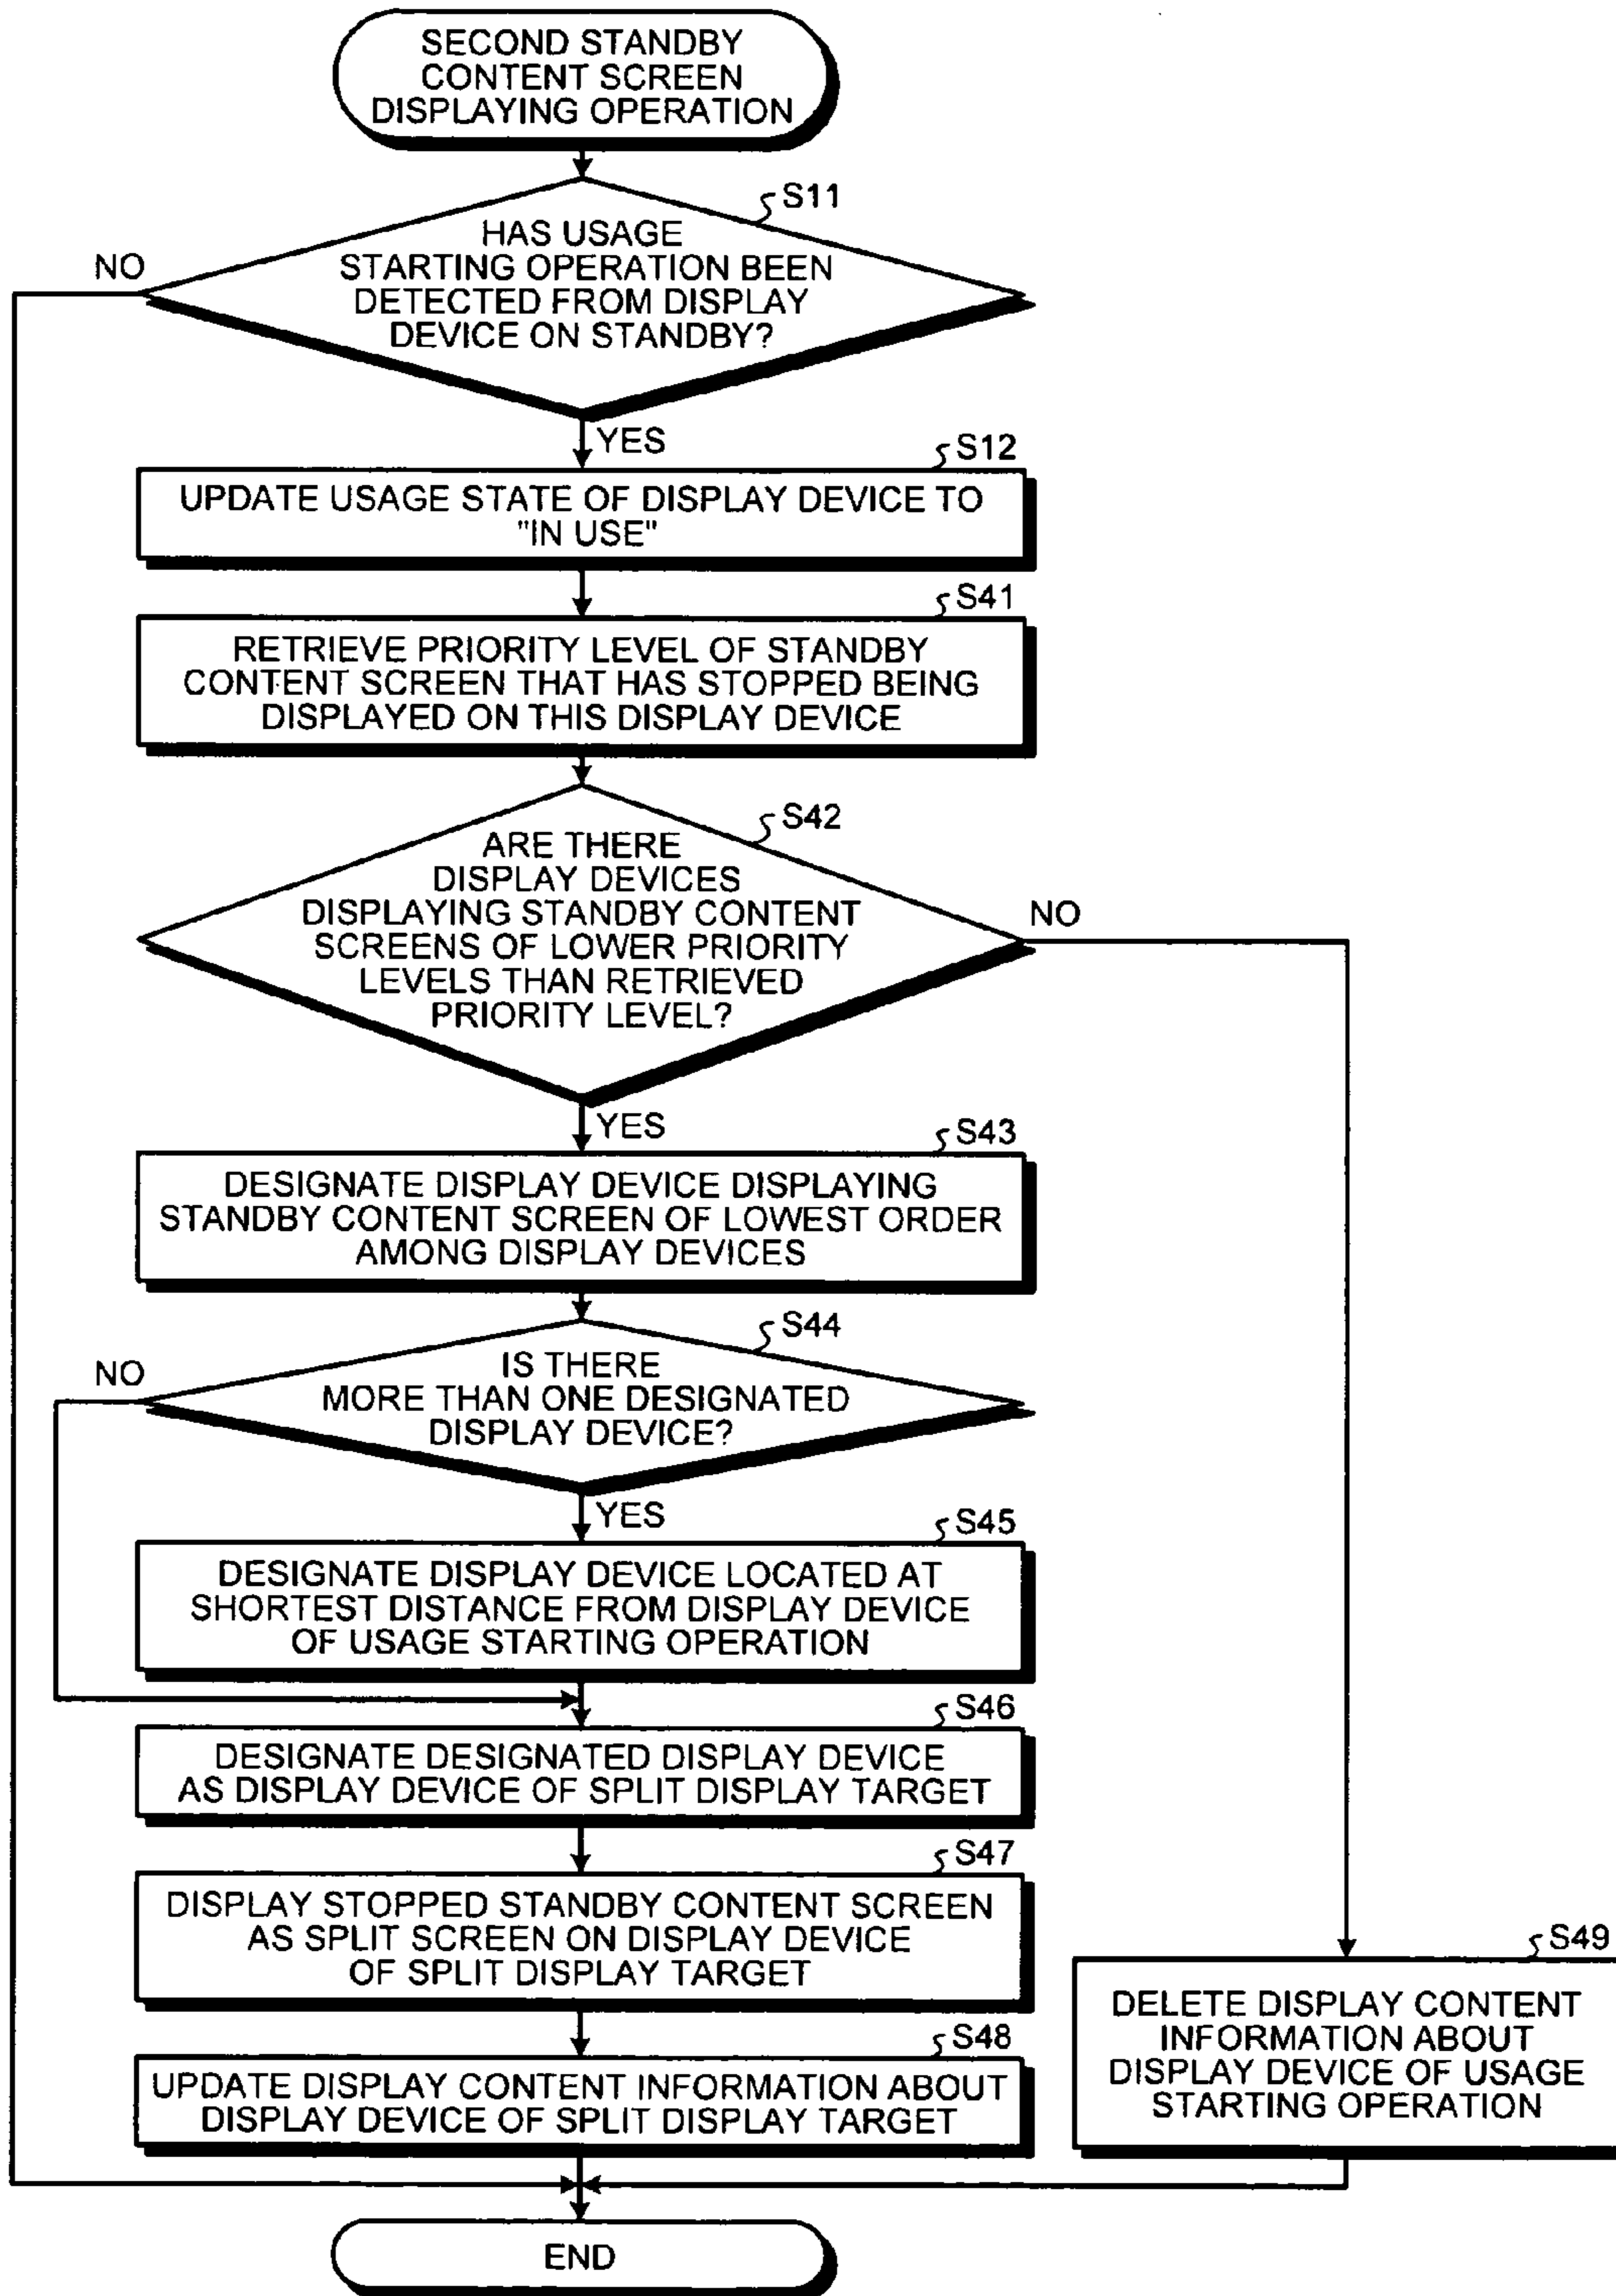 SECOND STANDBY
CONTENT SCREEN
DISPLAYING OPERATION
S11
HAS USAGE
STARTING OPERATION BEEN
DETECTED FROM DISPLAY
DEVICE ON STANDBY?
NO
YES
S12
UPDATE USAGE STATE OF DISPLAY DEVICE TO
"IN USE"
S41
RETRIEVE PRIORITY LEVEL OF STANDBY
CONTENT SCREEN THAT HAS STOPPED BEING
DISPLAYED ON THIS DISPLAY DEVICE
S42
ARE THERE
DISPLAY DEVICES
DISPLAYING STANDBY CONTENT
SCREENS OF LOWER PRIORITY
LEVELS THAN RETRIEVED
PRIORITY LEVEL?
NO
YES
S43
DESIGNATE DISPLAY DEVICE DISPLAYING
STANDBY CONTENT SCREEN OF LOWEST ORDER
AMONG DISPLAY DEVICES
S44
IS THERE
MORE THAN ONE DESIGNATED
DISPLAY DEVICE?
NO
YES
S45
DESIGNATE DISPLAY DEVICE LOCATED AT
SHORTEST DISTANCE FROM DISPLAY DEVICE
OF USAGE STARTING OPERATION
S46
DESIGNATE DESIGNATED DISPLAY DEVICE
AS DISPLAY DEVICE OF SPLIT DISPLAY TARGET
S47
DISPLAY STOPPED STANDBY CONTENT SCREEN
AS SPLIT SCREEN ON DISPLAY DEVICE
OF SPLIT DISPLAY TARGET
S48
UPDATE DISPLAY CONTENT INFORMATION ABOUT
DISPLAY DEVICE OF SPLIT DISPLAY TARGET
S49
DELETE DISPLAY CONTENT
INFORMATION ABOUT
DISPLAY DEVICE OF USAGE
STARTING OPERATION
END